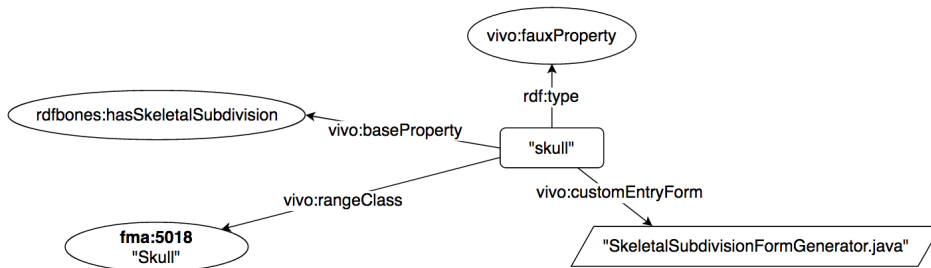 vivo:fauxProperty
rdf:type
rdfbones:hasSkeletalSubdivision
vivo:baseProperty
"skull"
vivo:rangeClass
vivo:customEntryForm
fma:5018
"Skull"
"SkeletalSubdivisionFormGenerator.java"